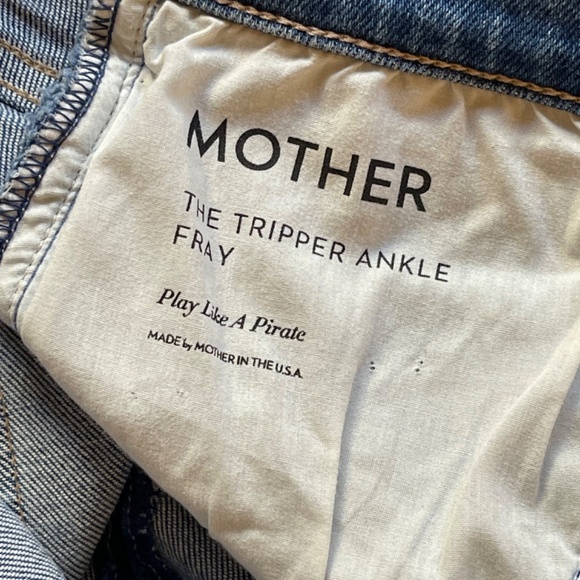 MOTHER
THE TRIPPER ANKLE
FRAY
Play Like A Pirate
MADE by MOTHER IN THE U.S.A.